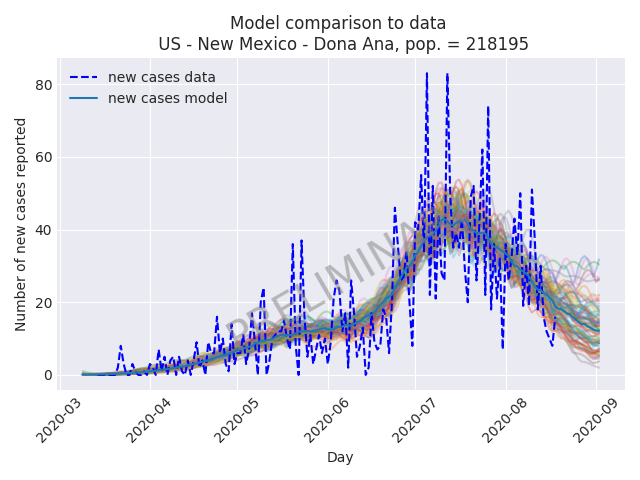 Model comparison to data
US - New Mexico - Dona Ana, pop. = 218195
new cases data
new cases model
Number of new cases reported
80
60
40
20
0
2020-03
2020-04
2020-05
2020-06
2020-07
2020-08
2020-09
Day